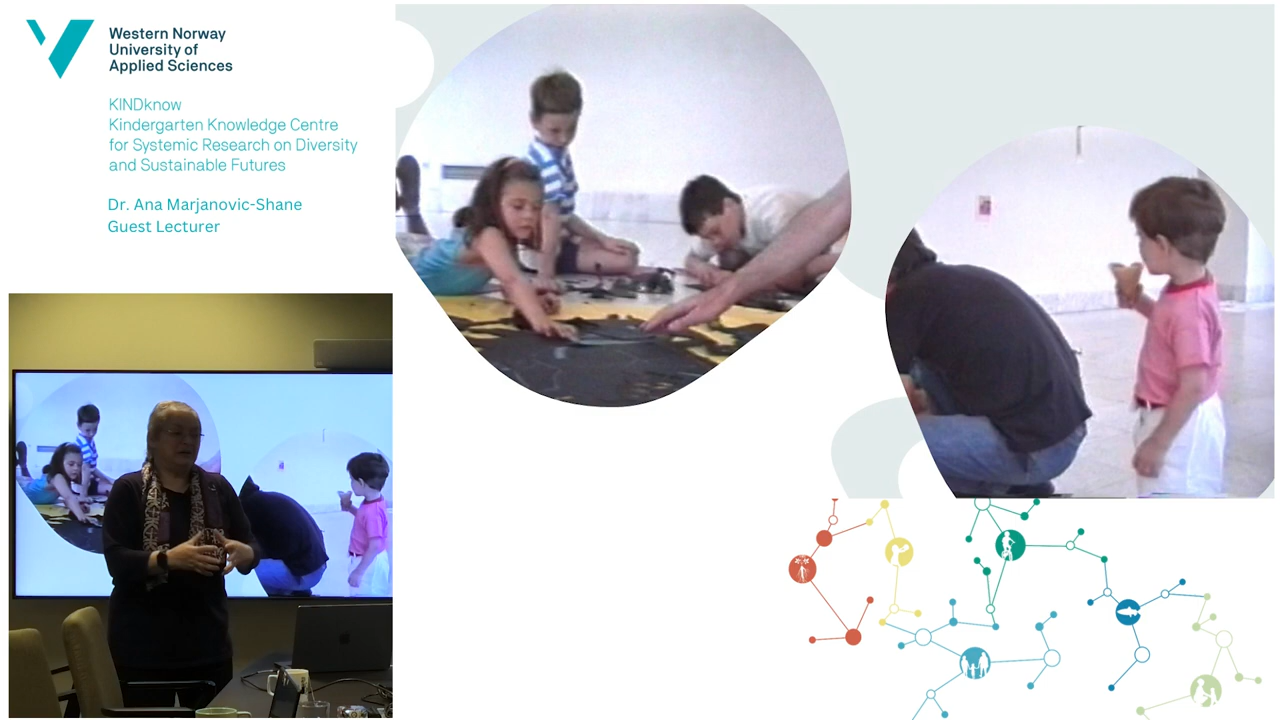 Western Norway
University of
Applied Sciences
KINDknow
Kindergarten Knowledge Centre
for Systemic Research on Diversity
and Sustainable Futures
Dr. Ana Marjanovic-Shane
Guest Lecturer